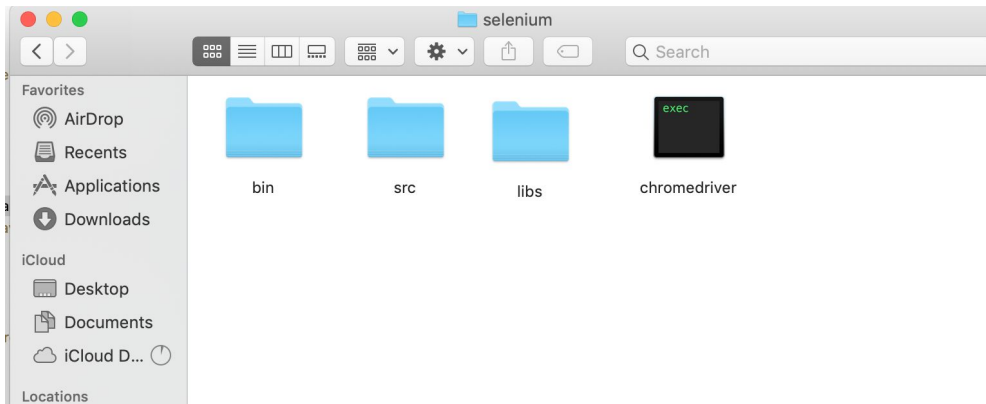 selenium
Search
Favorites
AirDrop
Recents
Applications
Downloads
iCloud
Desktop
Documents
iCloud D...
Locations
exec
bin
src
libs
chromedriver